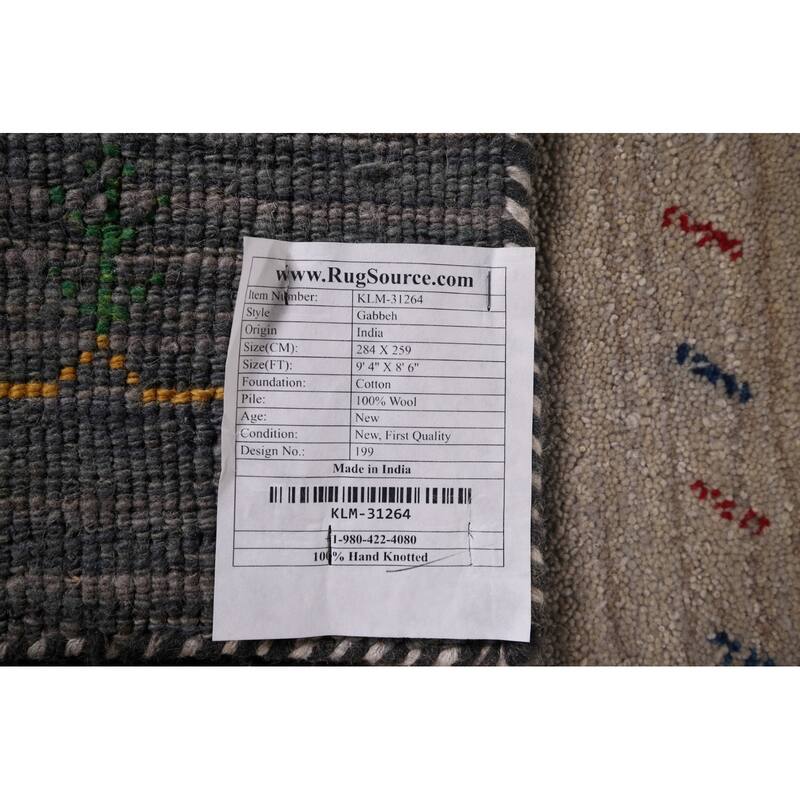 www.RugSource.com
Item Number: KLM-31264
Style Gabbeh
Origin India
Size(CM): 284 X 259
Size(FT): 9' 4" X 8' 6"
Foundation: Cotton
Pile: 100% Wool
Age: New
Condition: New, First Quality
Design No.: 199
Made in India
KLM-31264
+1-980-422-4080
100% Hand Knotted